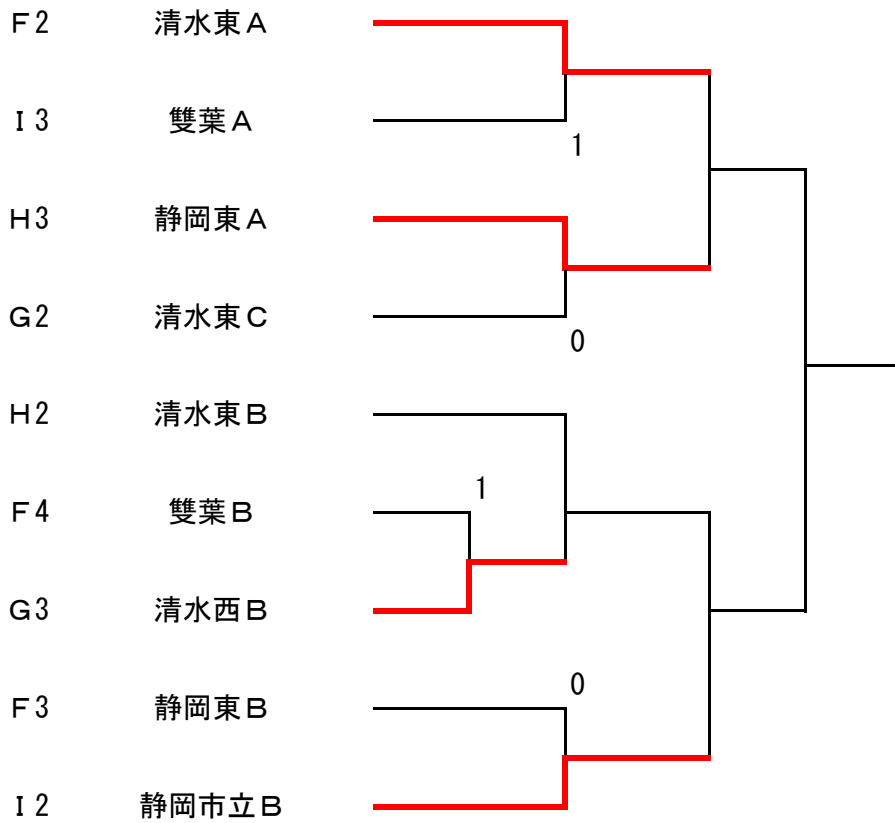 Ｆ2 清水東Ａ
Ｉ3 雙葉Ａ
1
Ｈ3 静岡東Ａ
Ｇ2 清水東Ｃ
0
Ｈ2 清水東Ｂ
1
Ｆ4 雙葉Ｂ
Ｇ3 清水西Ｂ
0
Ｆ3 静岡東Ｂ
Ｉ2 静岡市立Ｂ